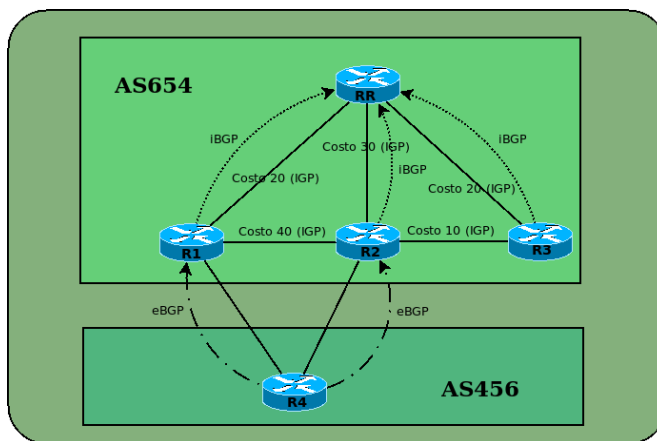 AS654
RR
iBGP
Costo 30 (IGP)
iBGP
iBGP
Costo 20 (IGP)
Costo 20 (IGP)
Costo 40 (IGP)
Costo 10 (IGP)
R1
R2
R3
eBGP
eBGP
R4
AS456